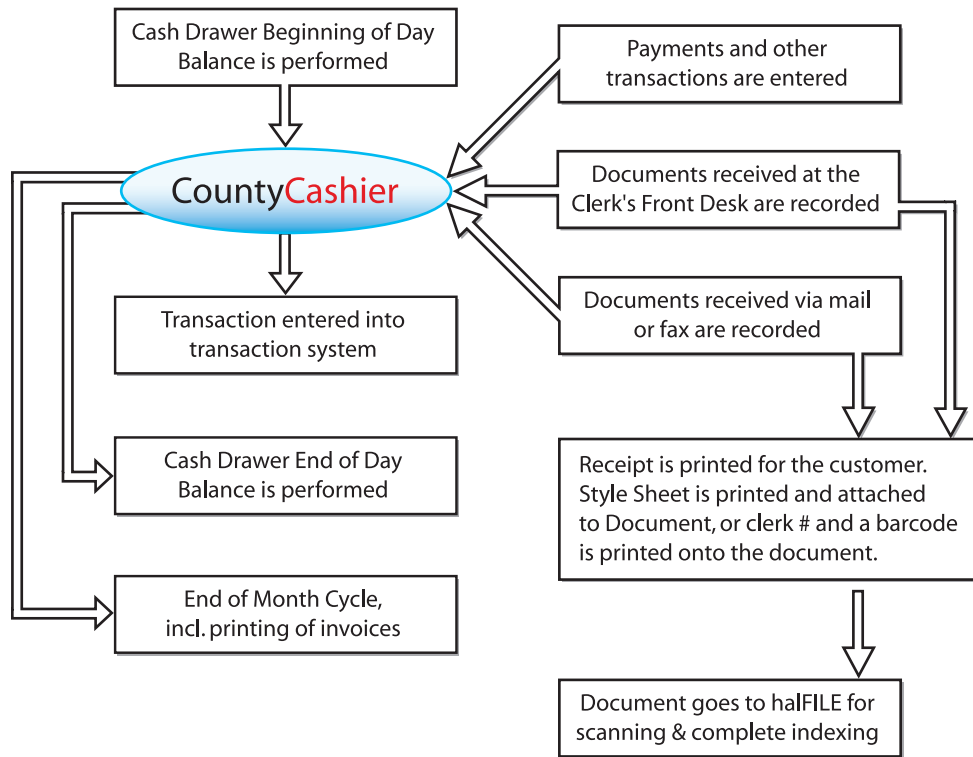 Cash Drawer Beginning of Day
Balance is performed
Payments and other
transactions are entered
CountyCashier
Documents received at the
Clerk's Front Desk are recorded
Transaction entered into
transaction system
Documents received via mail
or fax are recorded
Cash Drawer End of Day
Balance is performed
Receipt is printed for the customer.
Style Sheet is printed and attached
to Document, or clerk # and a barcode
is printed onto the document.
End of Month Cycle,
incl. printing of invoices
Document goes to halFILE for
scanning & complete indexing